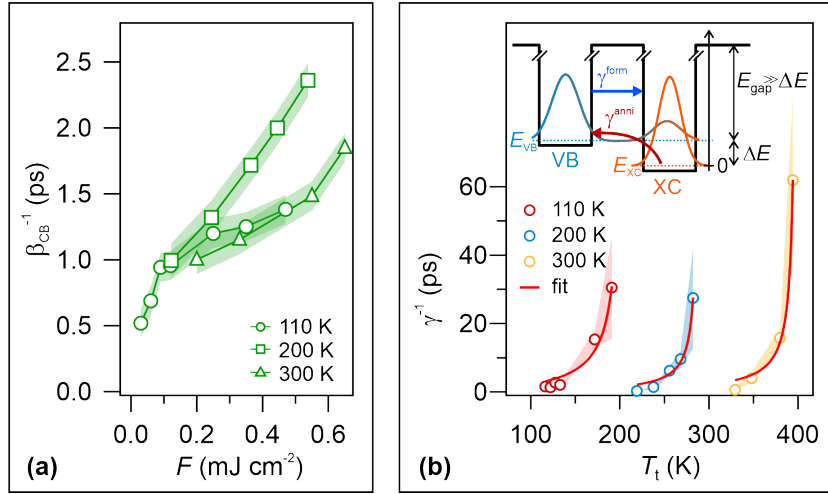 2.5
2.0
1.5
1.0
0.5
0.0
β_CB^-1 (ps)
110 K
200 K
300 K
0.0 0.2 0.4 0.6
F (mJ cm^-2)
(a)
γ^form
γ^anni
E_gap≫ΔE
E_VB
ΔE
VB
E_XC
0
XC
60
40
20
0
γ^-1 (ps)
110 K
200 K
300 K
fit
100 200 300 400
T_t (K)
(b)